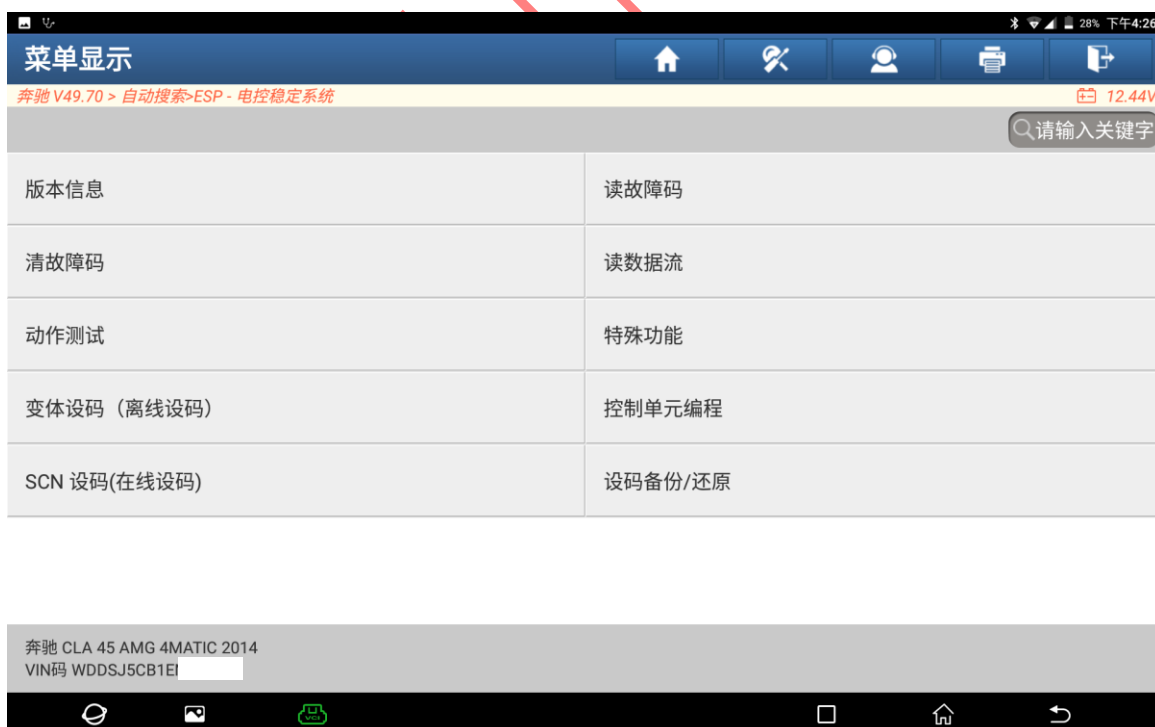 28% 下午4:26
菜单显示
奔驰 V49.70 > 自动搜索>ESP - 电控稳定系统
12.44V
请输入关键字
版本信息
读故障码
清故障码
读数据流
动作测试
特殊功能
变体设码（离线设码）
控制单元编程
SCN 设码(在线设码)
设码备份/还原
奔驰 CLA 45 AMG 4MATIC 2014
VIN码 WDDSJ5CB1E
VCI